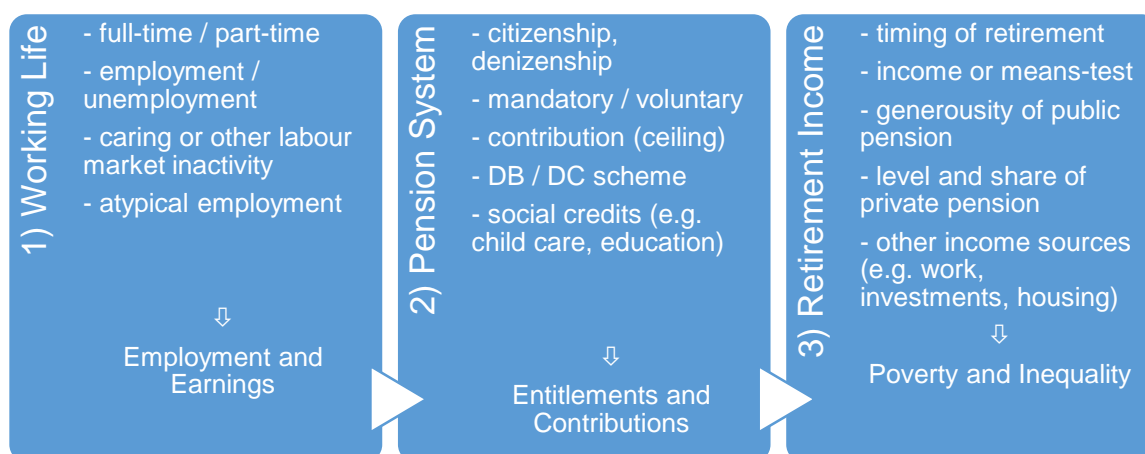 1) Working Life
- full-time / part-time
- employment /
unemployment
- caring or other labour
market inactivity
- atypical employment
⇩
Employment and
Earnings
2) Pension System
- citizenship,
denizenship
- mandatory / voluntary
- contribution (ceiling)
- DB / DC scheme
- social credits (e.g.
child care, education)
⇩
Entitlements and
Contributions
3) Retirement Income
- timing of retirement
- income or means-test
- generousity of public
pension
- level and share of
private pension
- other income sources
(e.g. work,
investments, housing)
⇩
Poverty and Inequality